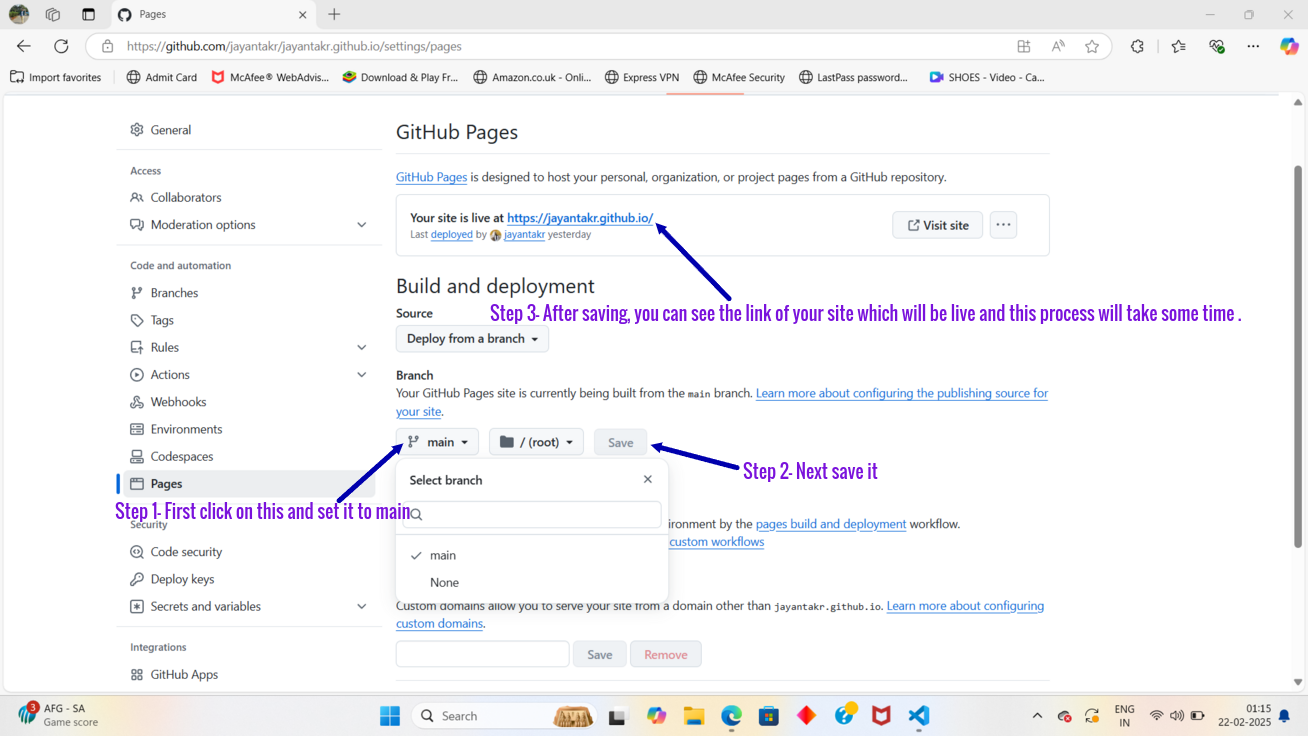 Pages
https://github.com/jayantakr/jayantakr.github.io/settings/pages
Import favorites
Admit Card
McAfee® WebAdvis...
Download & Play Fr...
Amazon.co.uk - Onli...
Express VPN
McAfee Security
LastPass password...
SHOES - Video - Ca...
General
Access
Collaborators
Moderation options
Code and automation
Branches
Tags
Rules
Actions
Webhooks
Environments
Codespaces
Pages
Security
Code security
Deploy keys
Secrets and variables
Integrations
GitHub Apps
GitHub Pages
GitHub Pages is designed to host your personal, organization, or project pages from a GitHub repository.
Your site is live at https://jayantakr.github.io/
Last deployed by jayantakr yesterday
Visit site
Build and deployment
Source
Step 3- After saving, you can see the link of your site which will be live and this process will take some time .
Deploy from a branch
Branch
Your GitHub Pages site is currently being built from the main branch. Learn more about configuring the publishing source for
your site.
main
/ (root)
Save
Step 2- Next save it
Select branch
Step 1- First click on this and set it to main
main
None
ironment by the pages build and deployment workflow.
custom workflows
Custom domains allow you to serve your site from a domain other than jayantakr.github.io. Learn more about configuring
custom domains.
Save
Remove
3
AFG - SA
Game score
Search
ENG
IN
01:15
22-02-2025